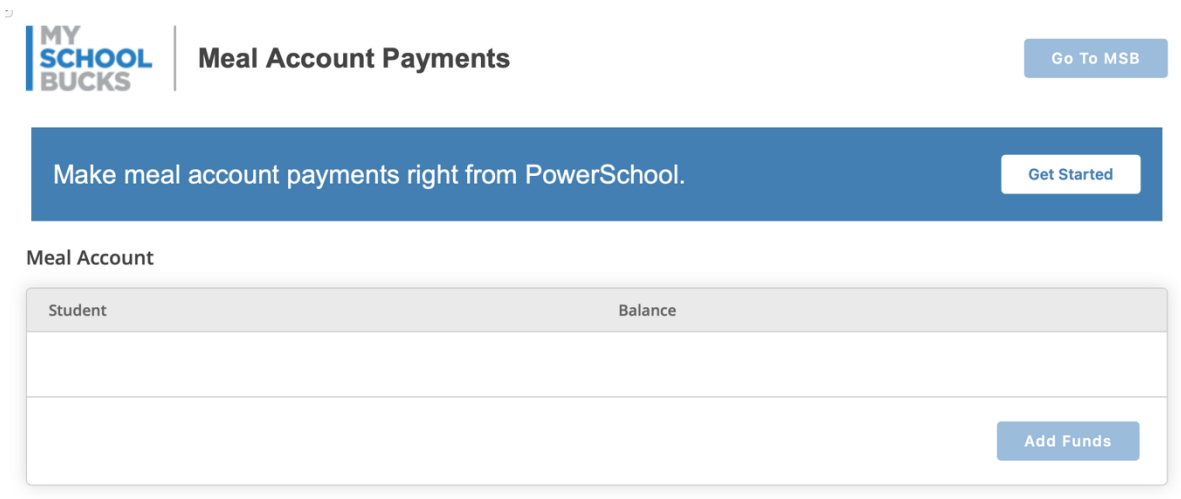 MY
SCHOOL
BUCKS
Meal Account Payments
Go To MSB
Make meal account payments right from PowerSchool.
Get Started
Meal Account
Student Balance
Add Funds